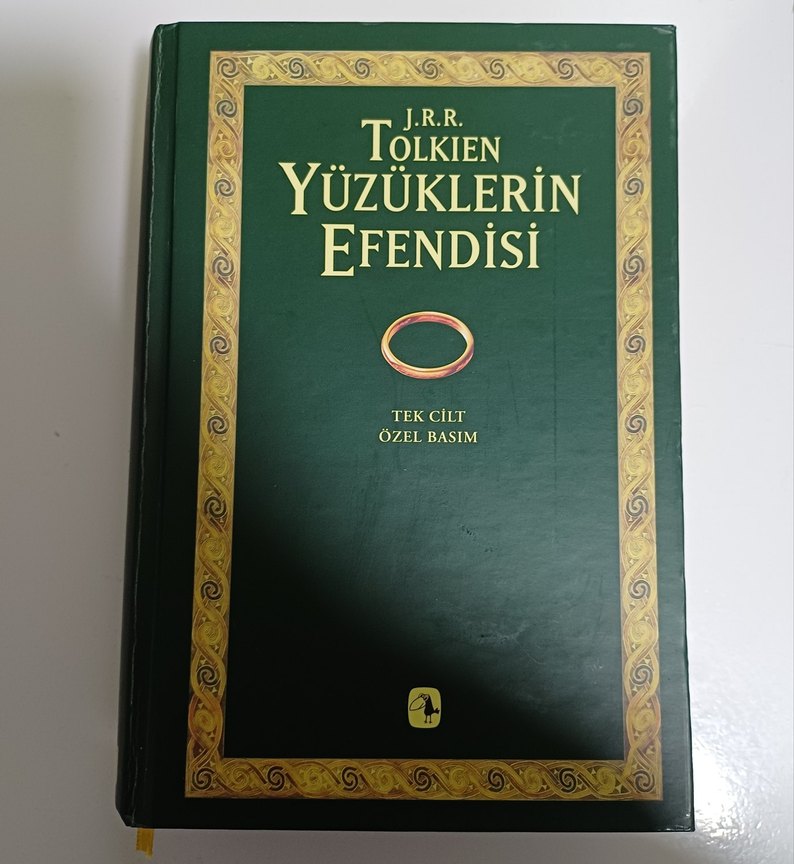 J.R.R.
TOLKIEN
YÜZÜKLERİN
EFENDİSİ
TEK CİLT
ÖZEL BASIM